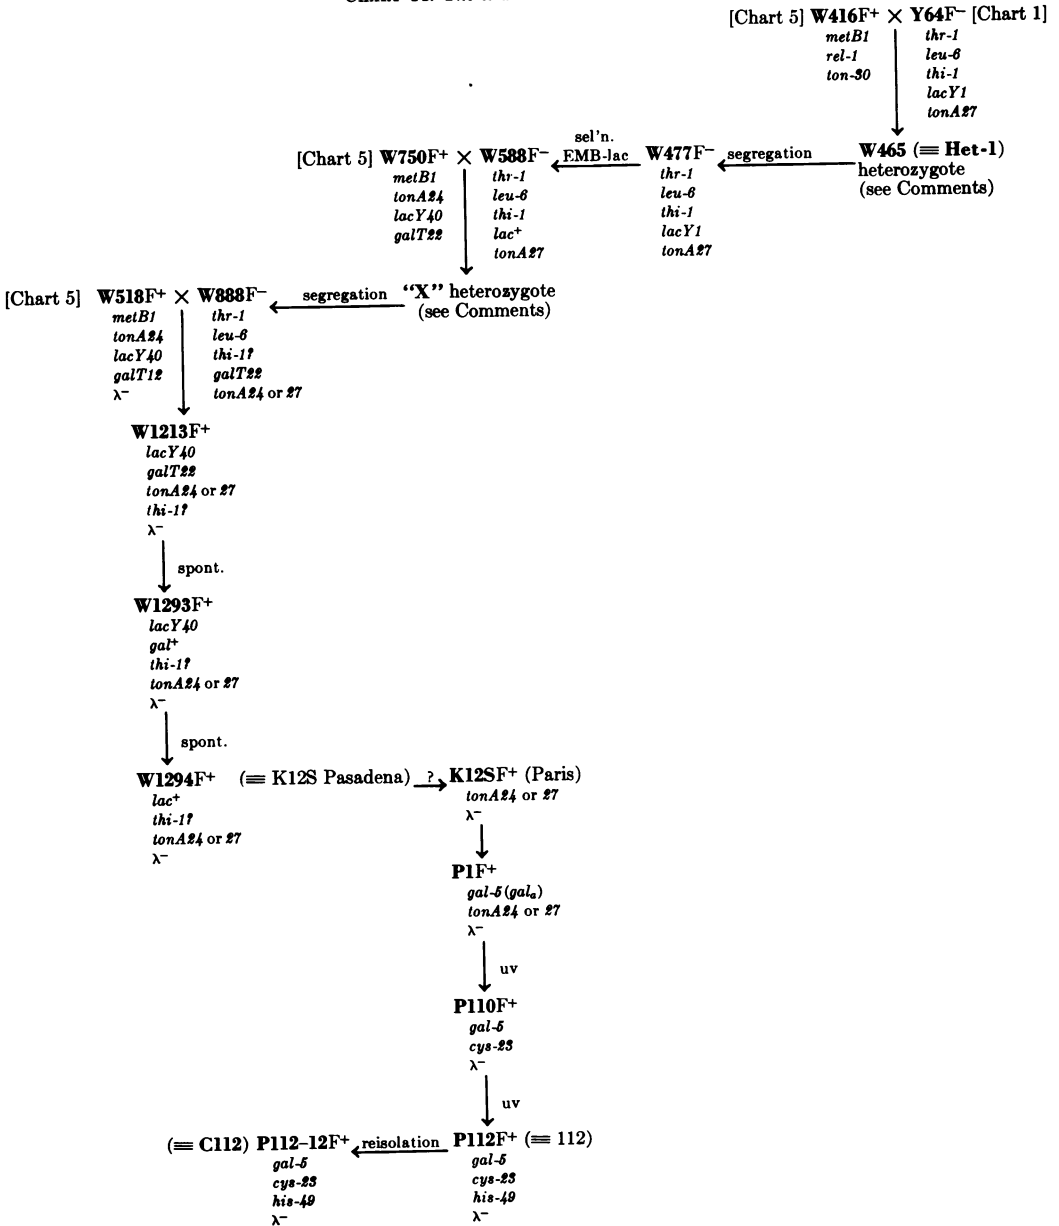 [Chart 5] W416F+ × Y64F− [Chart 1]
metB1 thr-1
rel-1 leu-6
ton-30 thi-1
lacY1
tonA27
sel'n.
[Chart 5] W750F+ × W588F− EMB-lac W477F− segregation W465 (≡ Het-1)
metB1 thr-1 thr-1 heterozygote
tonA24 leu-6 leu-6 (see Comments)
lacY40 thi-1 thi-1
galT22 lac+ lacY1
tonA27 tonA27
[Chart 5] W518F+ × W888F− segregation "X" heterozygote
metB1 thr-1 (see Comments)
tonA24 leu-6
lacY40 thi-1?
galT12 galT22
λ− tonA24 or 27
W1213F+
lacY40
galT22
tonA24 or 27
thi-1?
λ−
spont.
W1293F+
lacY40
gal+
thi-1?
tonA24 or 27
λ−
spont.
W1294F+ (≡ K12S Pasadena) ? K12SF+ (Paris)
lac+ tonA24 or 27
thi-1? λ−
tonA24 or 27
λ−
P1F+
gal-5 (gala)
tonA24 or 27
λ−
uv
P110F+
gal-5
cys-23
λ−
uv
(≡ C112) P112-12F+ reisolation P112F+ (≡ 112)
gal-5 gal-5
cys-23 cys-23
his-49 his-49
λ− λ−